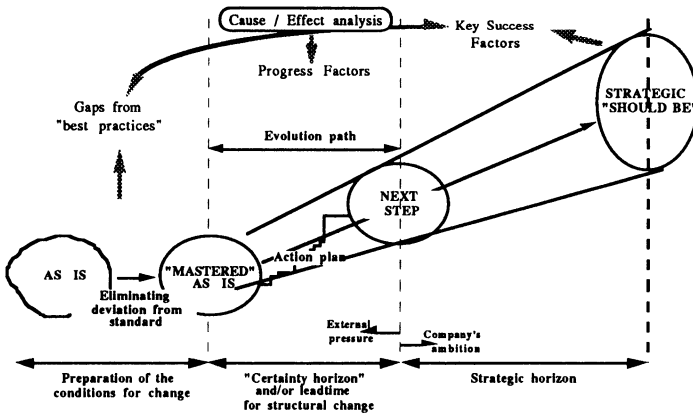 Cause / Effect analysis
Key Success
Factors
Progress Factors
Gaps from
"best practices"
STRATEGIC
"SHOULD BE"
Evolution path
NEXT
STEP
AS IS
"MASTERED"
AS IS
Action plan
Eliminating
deviation from
standard
External
pressure
Company's
ambition
Preparation of the
conditions for change
"Certainty horizon"
and/or leadtime
for structural change
Strategic horizon